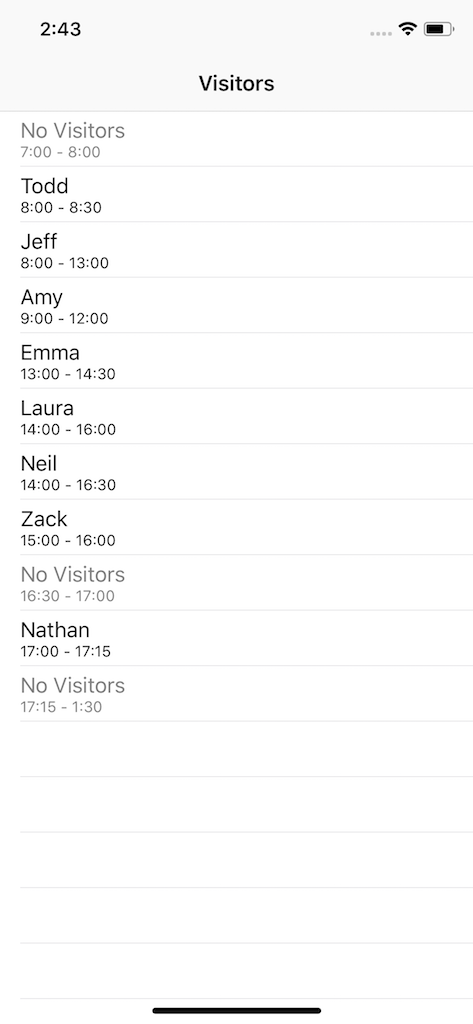 2:43
Visitors
No Visitors
7:00 - 8:00
Todd
8:00 - 8:30
Jeff
8:00 - 13:00
Amy
9:00 - 12:00
Emma
13:00 - 14:30
Laura
14:00 - 16:00
Neil
14:00 - 16:30
Zack
15:00 - 16:00
No Visitors
16:30 - 17:00
Nathan
17:00 - 17:15
No Visitors
17:15 - 1:30